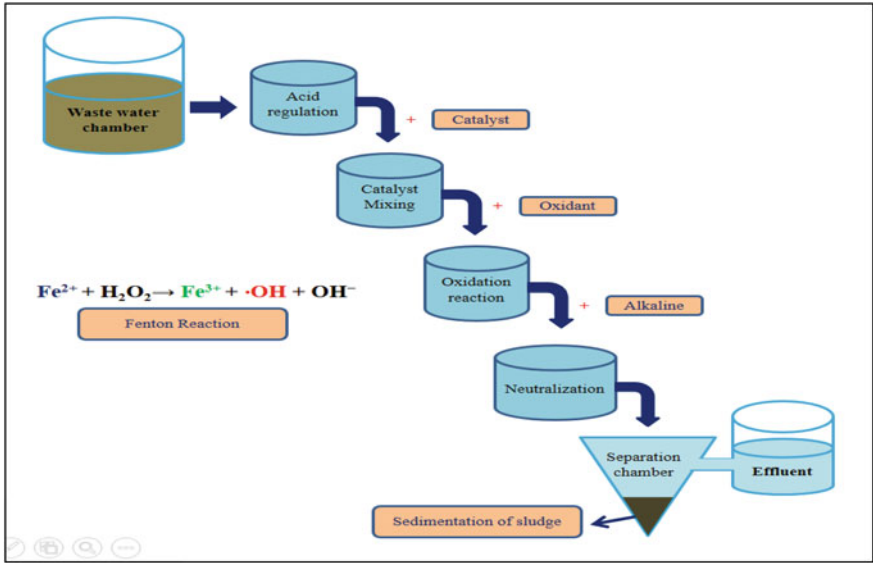 Waste water
chamber
Acid
regulation
+ Catalyst
Catalyst
Mixing
+ Oxidant
Oxidation
reaction
+ Alkaline
Fe²⁺ + H₂O₂→ Fe³⁺ + ·OH + OH⁻
Fenton Reaction
Neutralization
Separation
chamber
Effluent
Sedimentation of sludge